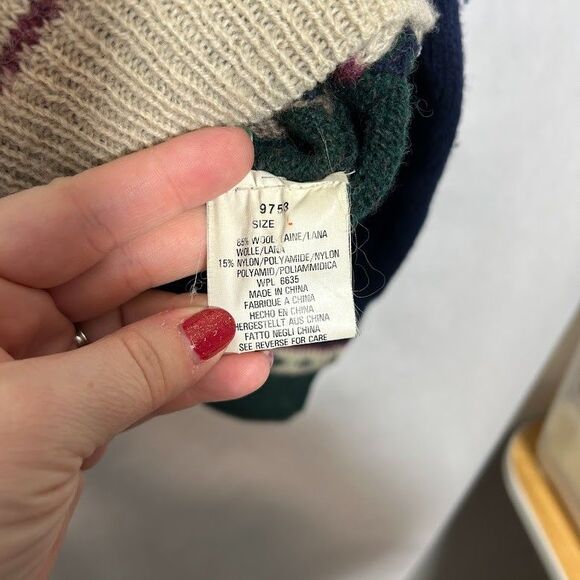 9753
SIZE L
85% WOOL/LAINE/LANA
WOLLE/LANA
15% NYLON/POLYAMIDE/NYLON
POLYAMID/POLIAMMIDICA
WPL 6635
MADE IN CHINA
FABRIQUE A CHINA
HECHO EN CHINA
HERGESTELLT AUS CHINA
FATTO NEGLI CHINA
SEE REVERSE FOR CARE